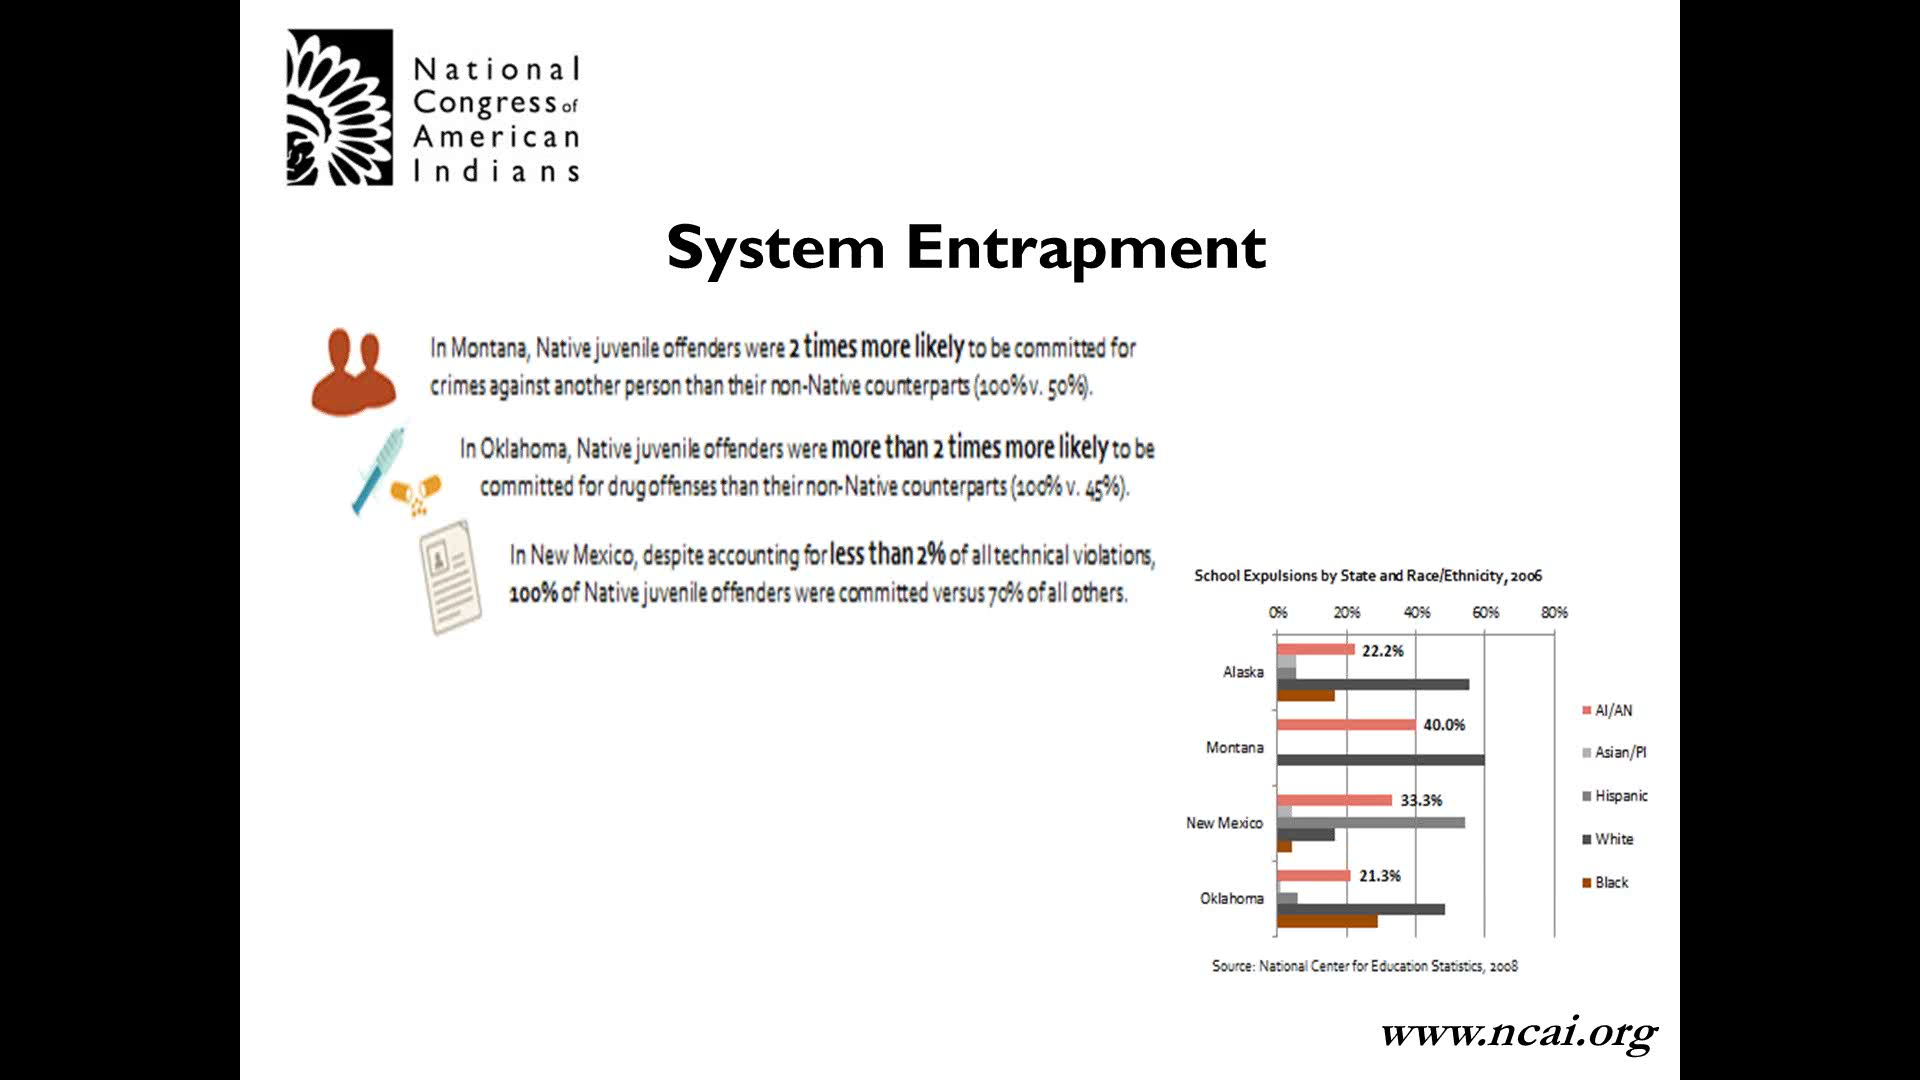 National
Congress of
American
Indians
System Entrapment
In Montana, Native juvenile offenders were 2 times more likely to be committed for
crimes against another person than their non-Native counterparts (100% v. 50%).
In Oklahoma, Native juvenile offenders were more than 2 times more likely to be
committed for drug offenses than their non-Native counterparts (100% v. 45%).
In New Mexico, despite accounting for less than 2% of all technical violations,
100% of Native juvenile offenders were committed versus 70% of all others.
School Expulsions by State and Race/Ethnicity, 2006
0% 20% 40% 60% 80%
22.2%
Alaska
40.0%
Montana
33.3%
New Mexico
21.3%
Oklahoma
AI/AN
Asian/PI
Hispanic
White
Black
Source: National Center for Education Statistics, 2008
www.ncai.org